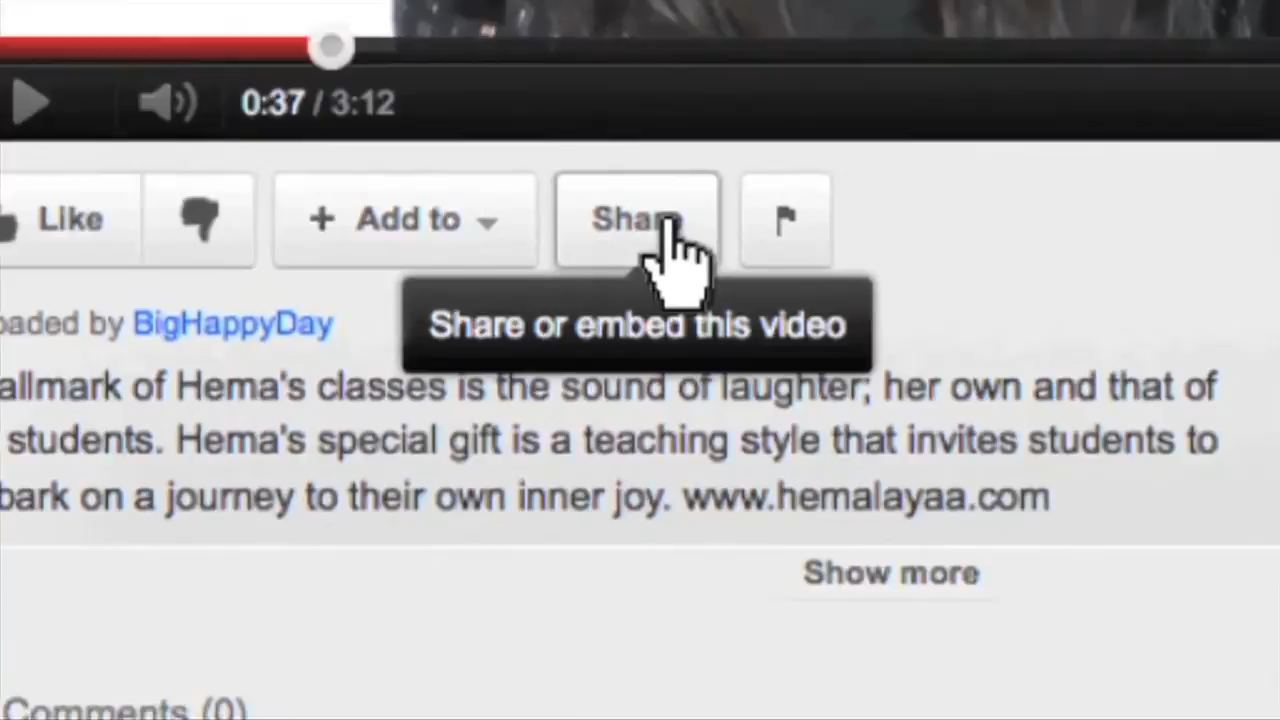 0:37 / 3:12
Like + Add to Share
Share or embed this video
oaded by BigHappyDay
allmark of Hema's classes is the sound of laughter; her own and that of
students. Hema's special gift is a teaching style that invites students to
bark on a journey to their own inner joy. www.hemalayaa.com
Show more
Comments (0)